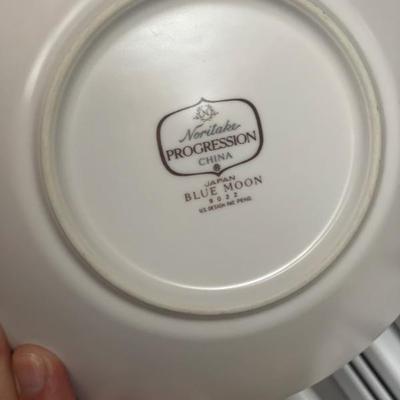 N
Noritake
PROGRESSION
CHINA
®
JAPAN
BLUE MOON
9022
U.S. DESIGN PAT. PEND.